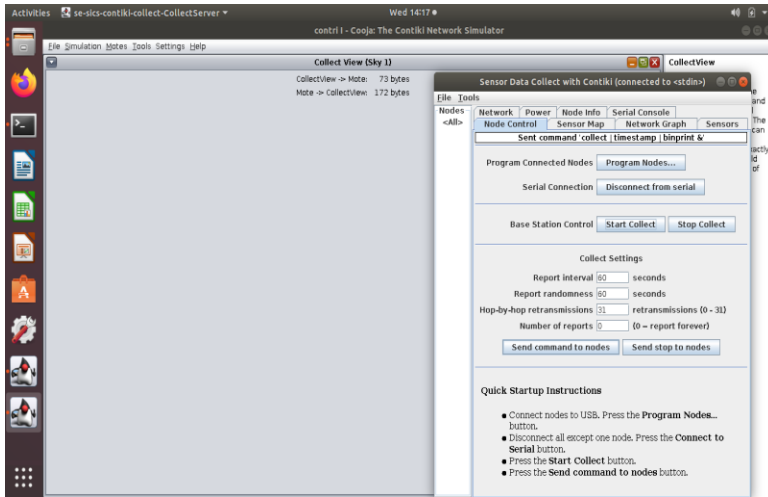 Activities
se-sics-contiki-collect-CollectServer
Wed 14:17
contri I - Cooja: The Contiki Network Simulator
File Simulation Motes Tools Settings Help
Collect View (Sky 1)
CollectView
CollectView -> Mote: 73 bytes
Mote -> CollectView: 172 bytes
Sensor Data Collect with Contiki (connected to <stdin>)
File Tools
Nodes
<All>
Network Power Node Info Serial Console
Node Control Sensor Map Network Graph Sensors
Sent command 'collect | timestamp | binprint &'
Program Connected Nodes Program Nodes...
Serial Connection Disconnect from serial
Base Station Control Start Collect Stop Collect
Collect Settings
Report interval 60 seconds
Report randomness 60 seconds
Hop-by-hop retransmissions 31 retransmissions (0 - 31)
Number of reports 0 (0 = report forever)
Send command to nodes Send stop to nodes
Quick Startup Instructions
● Connect nodes to USB. Press the Program Nodes...
button.
● Disconnect all except one node. Press the Connect to
Serial button.
● Press the Start Collect button.
● Press the Send command to nodes button.
and
The
can
of